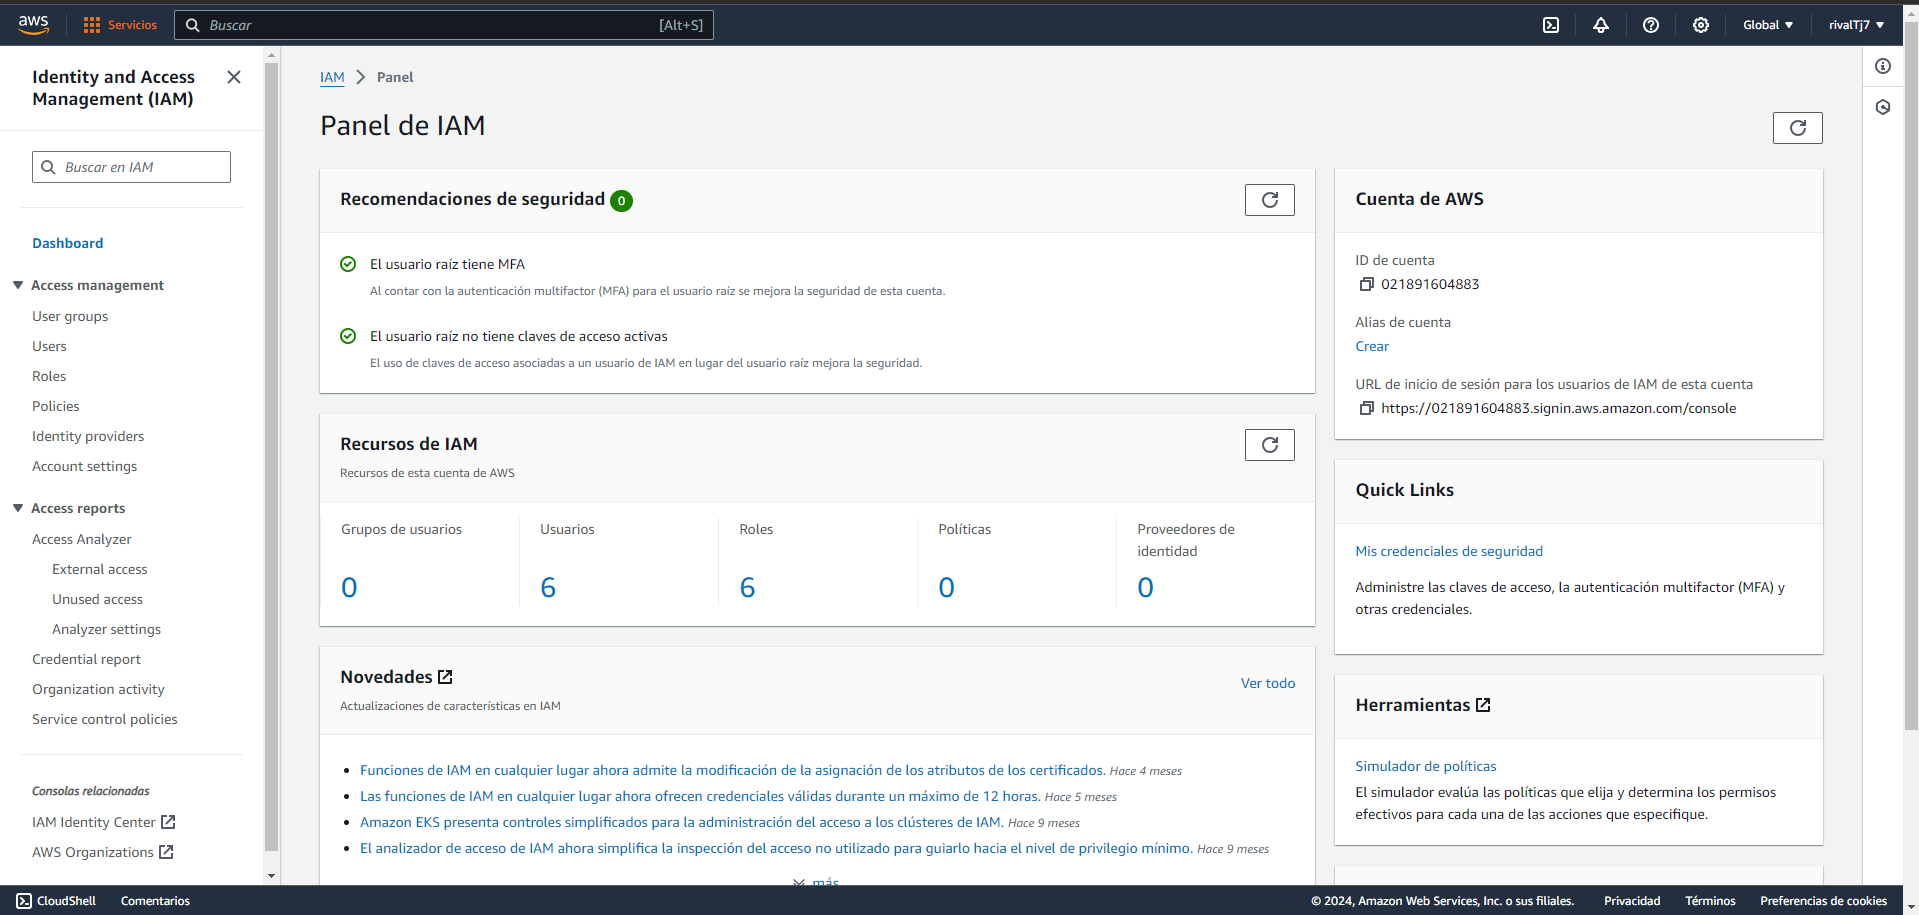 aws
Servicios
Buscar
[Alt+S]
Global
rivalTj7
Identity and Access
Management (IAM)
Buscar en IAM
Dashboard
Access management
User groups
Users
Roles
Policies
Identity providers
Account settings
Access reports
Access Analyzer
External access
Unused access
Analyzer settings
Credential report
Organization activity
Service control policies
Consolas relacionadas
IAM Identity Center
AWS Organizations
IAM
Panel
Panel de IAM
Recomendaciones de seguridad 0
El usuario raíz tiene MFA
Al contar con la autenticación multifactor (MFA) para el usuario raíz se mejora la seguridad de esta cuenta.
El usuario raíz no tiene claves de acceso activas
El uso de claves de acceso asociadas a un usuario de IAM en lugar del usuario raíz mejora la seguridad.
Recursos de IAM
Recursos de esta cuenta de AWS
Grupos de usuarios
0
Usuarios
6
Roles
6
Políticas
0
Proveedores de
identidad
0
Novedades
Ver todo
Actualizaciones de características en IAM
Funciones de IAM en cualquier lugar ahora admite la modificación de la asignación de los atributos de los certificados. Hace 4 meses
Las funciones de IAM en cualquier lugar ahora ofrecen credenciales válidas durante un máximo de 12 horas. Hace 5 meses
Amazon EKS presenta controles simplificados para la administración del acceso a los clústeres de IAM. Hace 9 meses
El analizador de acceso de IAM ahora simplifica la inspección del acceso no utilizado para guiarlo hacia el nivel de privilegio mínimo. Hace 9 meses
más
Cuenta de AWS
ID de cuenta
021891604883
Alias de cuenta
Crear
URL de inicio de sesión para los usuarios de IAM de esta cuenta
https://021891604883.signin.aws.amazon.com/console
Quick Links
Mis credenciales de seguridad
Administre las claves de acceso, la autenticación multifactor (MFA) y
otras credenciales.
Herramientas
Simulador de políticas
El simulador evalúa las políticas que elija y determina los permisos
efectivos para cada una de las acciones que especifique.
CloudShell
Comentarios
© 2024, Amazon Web Services, Inc. o sus filiales.
Privacidad
Términos
Preferencias de cookies